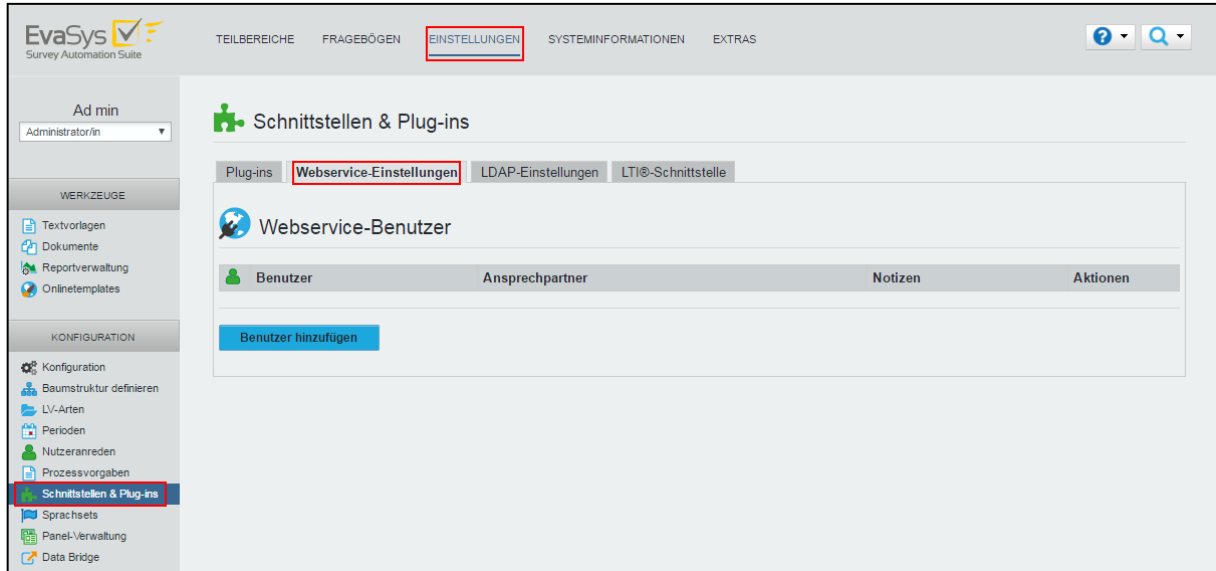 EvaSys
Survey Automation Suite
TEILBEREICHE FRAGEBÖGEN EINSTELLUNGEN SYSTEMINFORMATIONEN EXTRAS
Ad min
Administrator/in
WERKZEUGE
Textvorlagen
Dokumente
Reportverwaltung
Onlinetemplates
KONFIGURATION
Konfiguration
Baumstruktur definieren
LV-Arten
Perioden
Nutzeranreden
Prozessvorgaben
Schnittstellen & Plug-ins
Sprachsets
Panel-Verwaltung
Data Bridge
Schnittstellen & Plug-ins
Plug-ins Webservice-Einstellungen LDAP-Einstellungen LTI®-Schnittstelle
Webservice-Benutzer
Benutzer Ansprechpartner Notizen Aktionen
Benutzer hinzufügen